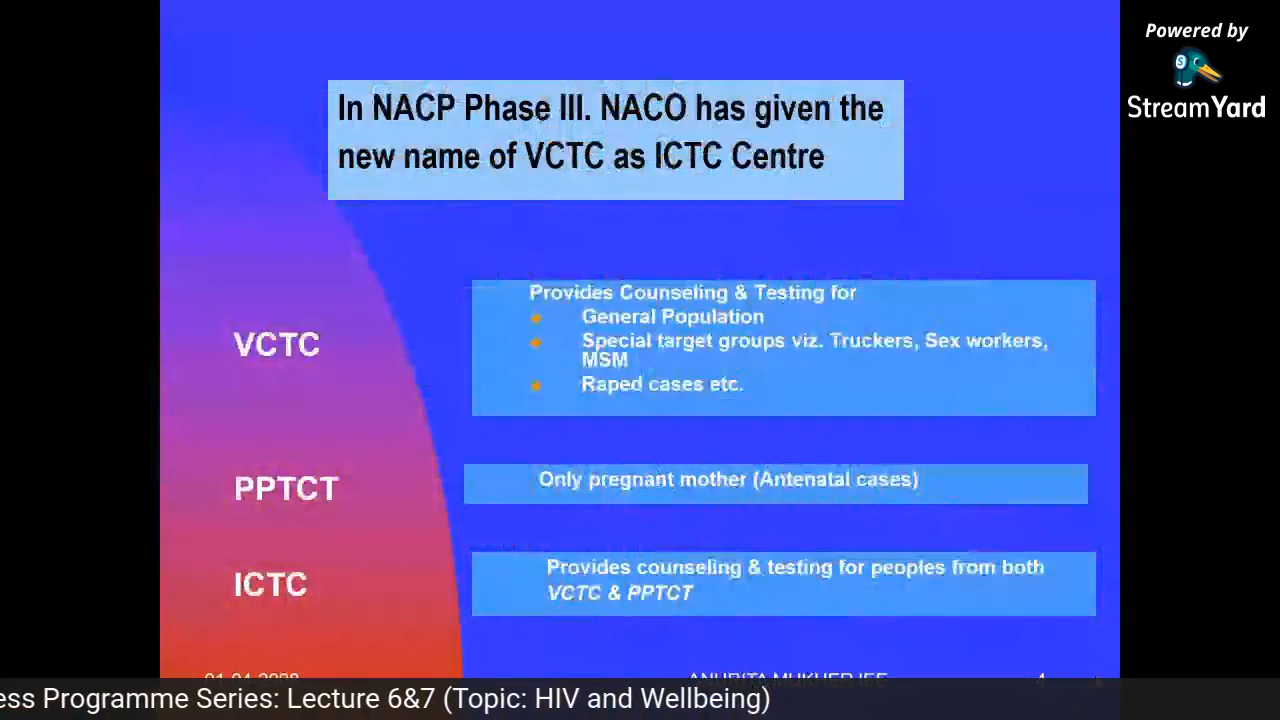 Powered by
StreamYard
In NACP Phase III. NACO has given the
new name of VCTC as ICTC Centre
VCTC
Provides Counseling & Testing for
General Population
Special target groups viz. Truckers, Sex workers,
MSM
Raped cases etc.
PPTCT
Only pregnant mother (Antenatal cases)
ICTC
Provides counseling & testing for peoples from both
VCTC & PPTCT
ANURITA MUKHERJEE
4
ess Programme Series: Lecture 6&7 (Topic: HIV and Wellbeing)